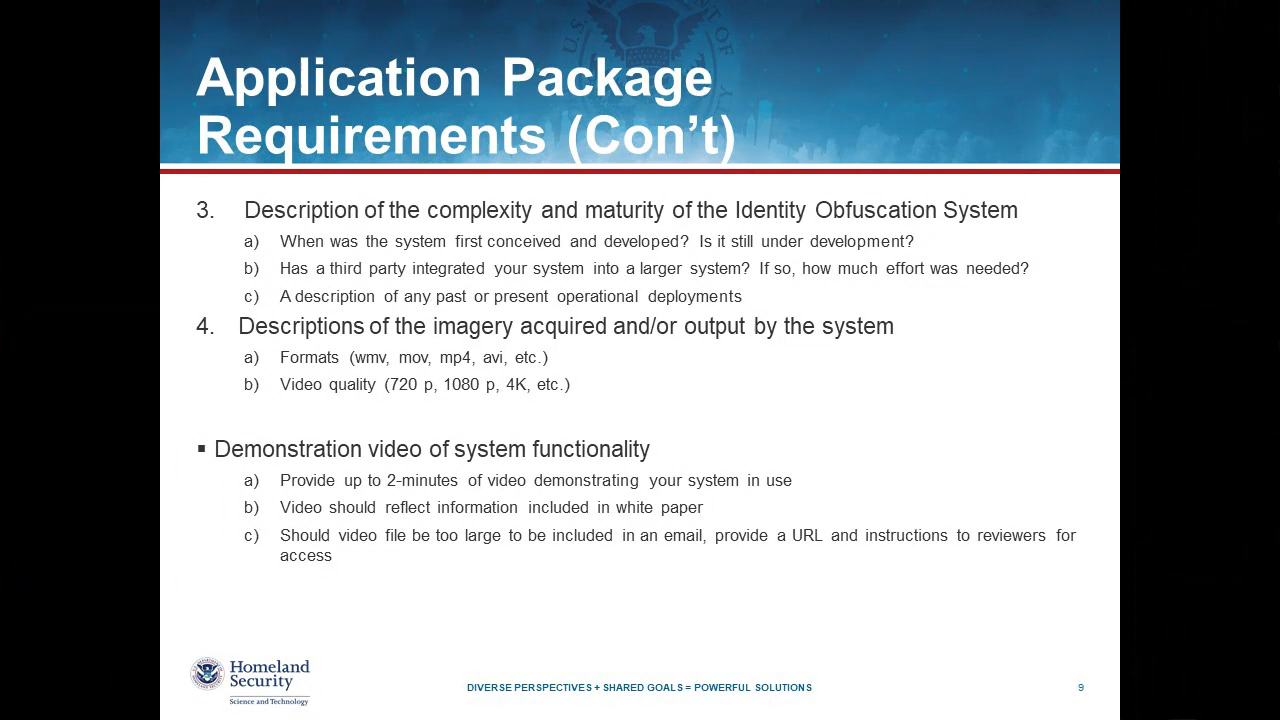 Application Package
Requirements (Con’t)
3. Description of the complexity and maturity of the Identity Obfuscation System
a) When was the system first conceived and developed? Is it still under development?
b) Has a third party integrated your system into a larger system? If so, how much effort was needed?
c) A description of any past or present operational deployments
4. Descriptions of the imagery acquired and/or output by the system
a) Formats (wmv, mov, mp4, avi, etc.)
b) Video quality (720 p, 1080 p, 4K, etc.)
▪ Demonstration video of system functionality
a) Provide up to 2-minutes of video demonstrating your system in use
b) Video should reflect information included in white paper
c) Should video file be too large to be included in an email, provide a URL and instructions to reviewers for
access
Homeland
Security
Science and Technology
DIVERSE PERSPECTIVES + SHARED GOALS = POWERFUL SOLUTIONS
9